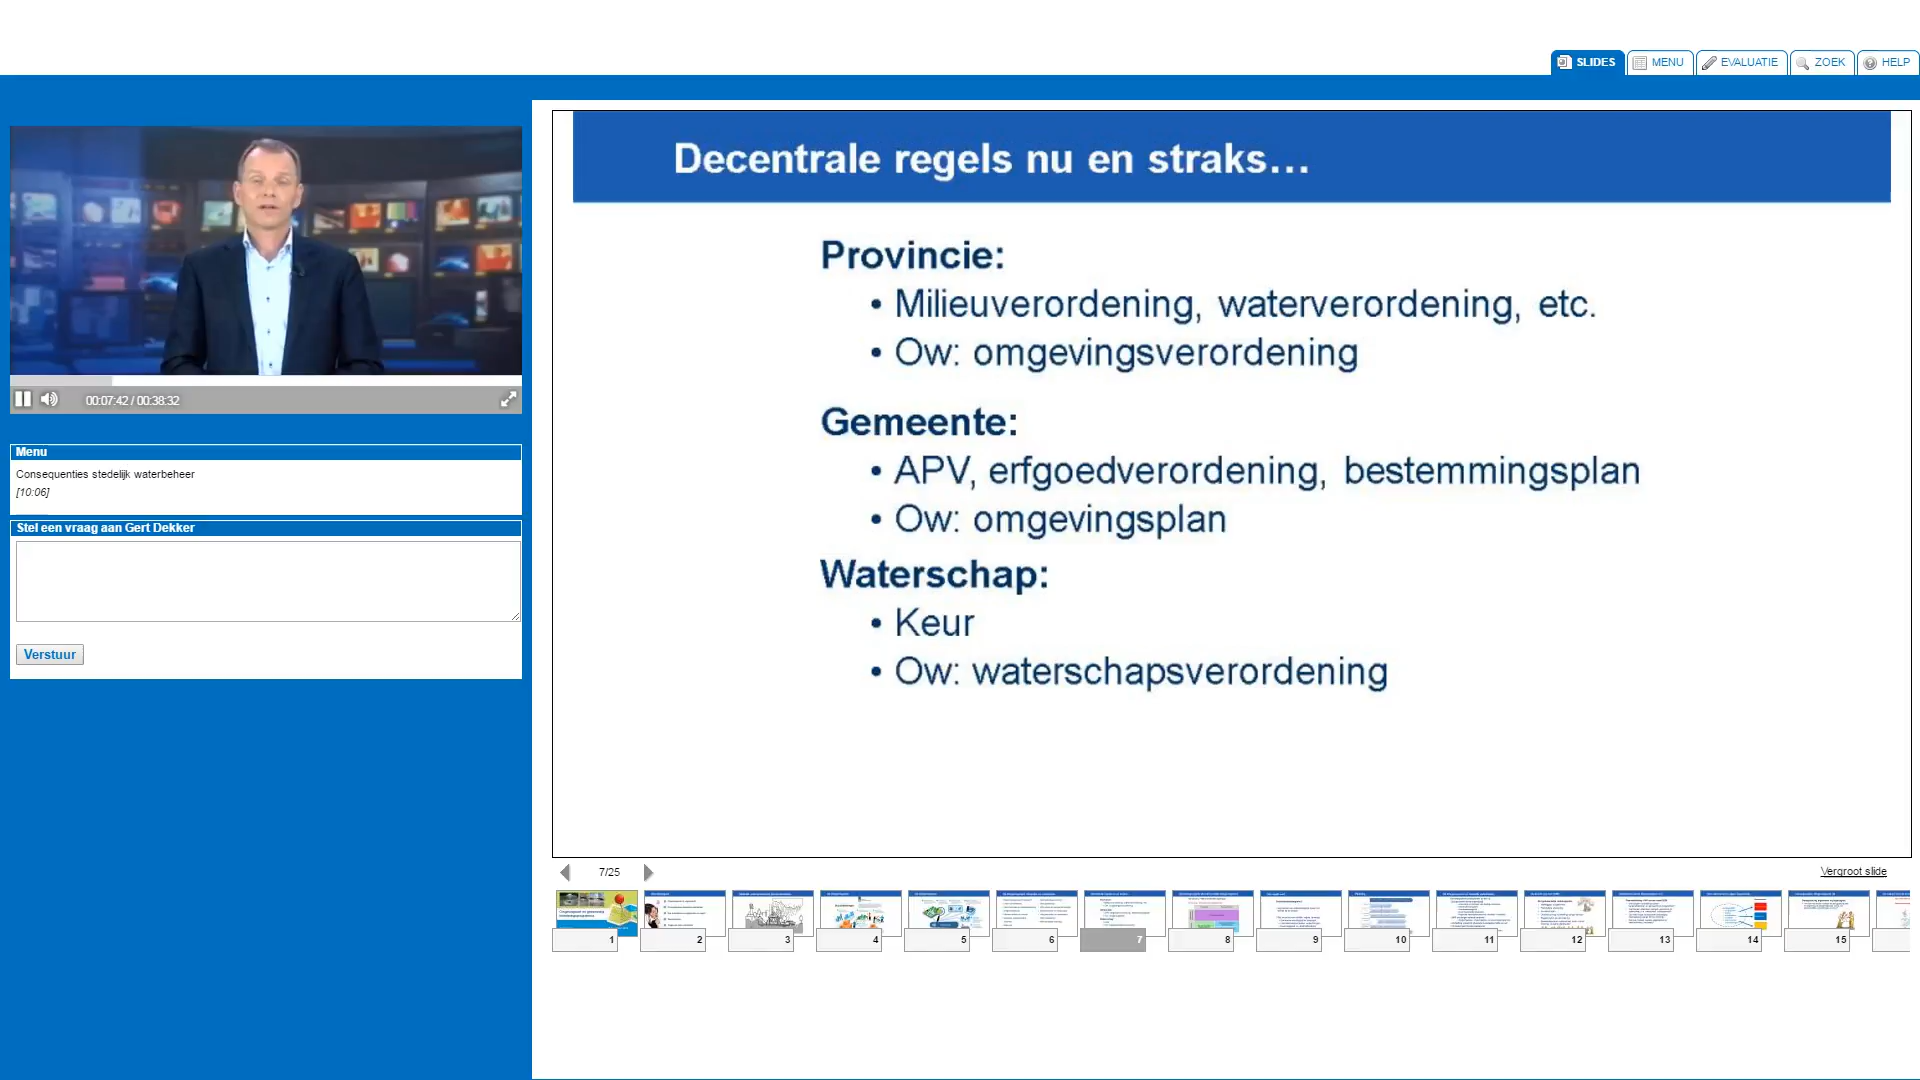 SLIDES
MENU
EVALUATIE
ZOEK
HELP
Decentrale regels nu en straks...
Provincie:
• Milieuverordening, waterverordening, etc.
• Ow: omgevingsverordening
Gemeente:
• APV, erfgoedverordening, bestemmingsplan
• Ow: omgevingsplan
Waterschap:
• Keur
• Ow: waterschapsverordening
00:07:42 / 00:38:32
Menu
Consequenties stedelijk waterbeheer
[10:06]
Stel een vraag aan Gert Dekker
Verstuur
7/25
Vergroot slide
1
2
3
4
5
6
7
8
9
10
11
12
13
14
15